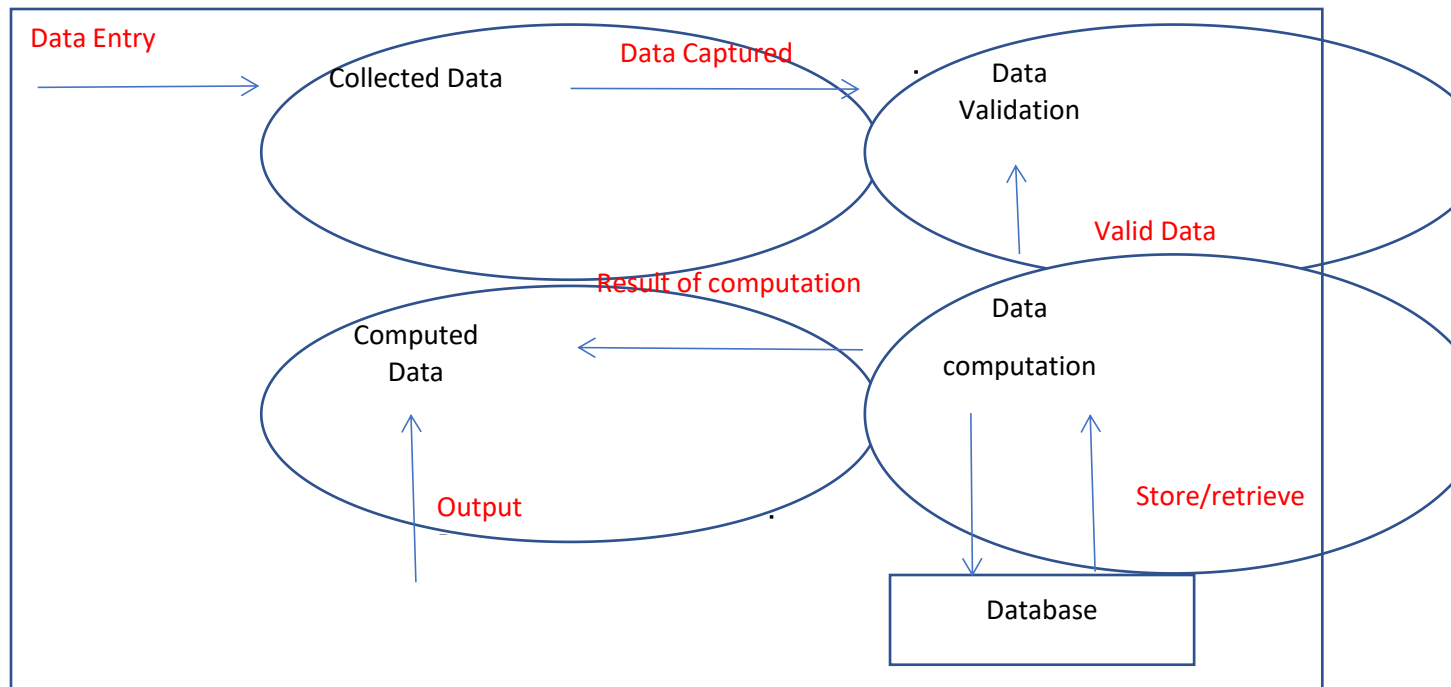 Data Entry
Collected Data
Data Captured
Data
Validation
Valid Data
Result of computation
Computed
Data
Data
computation
Output
Store/retrieve
Database